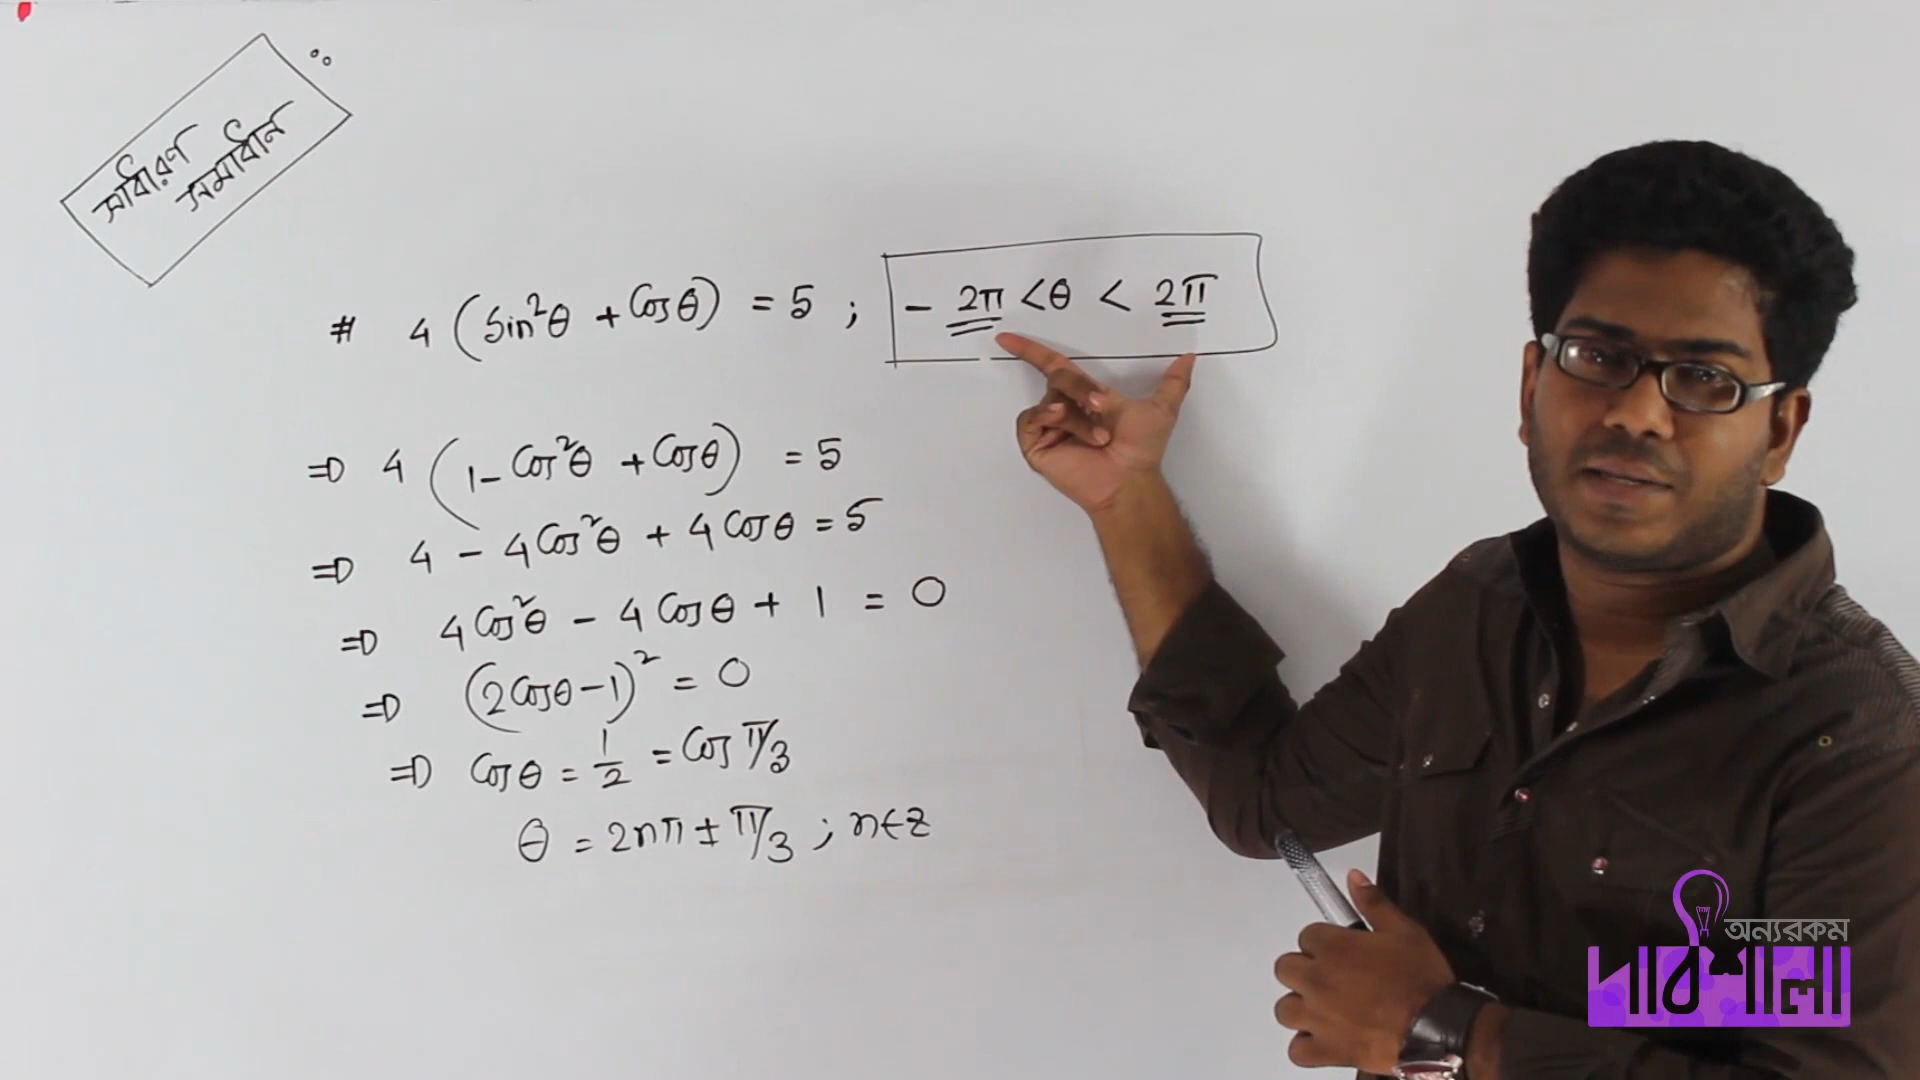 সাধারণ
সমাধান
# 4 (Sin²θ + Cosθ) = 5 ; - 2π < θ < 2π
⇒ 4 (1 - Cos²θ + Cosθ) = 5
⇒ 4 - 4Cos²θ + 4Cosθ = 5
⇒ 4Cos²θ - 4Cosθ + 1 = 0
⇒ (2Cosθ - 1)² = 0
⇒ Cosθ = 1/2 = Cos π/3
θ = 2nπ ± π/3 ; n∈Z
অন্যরকম
পাঠশালা